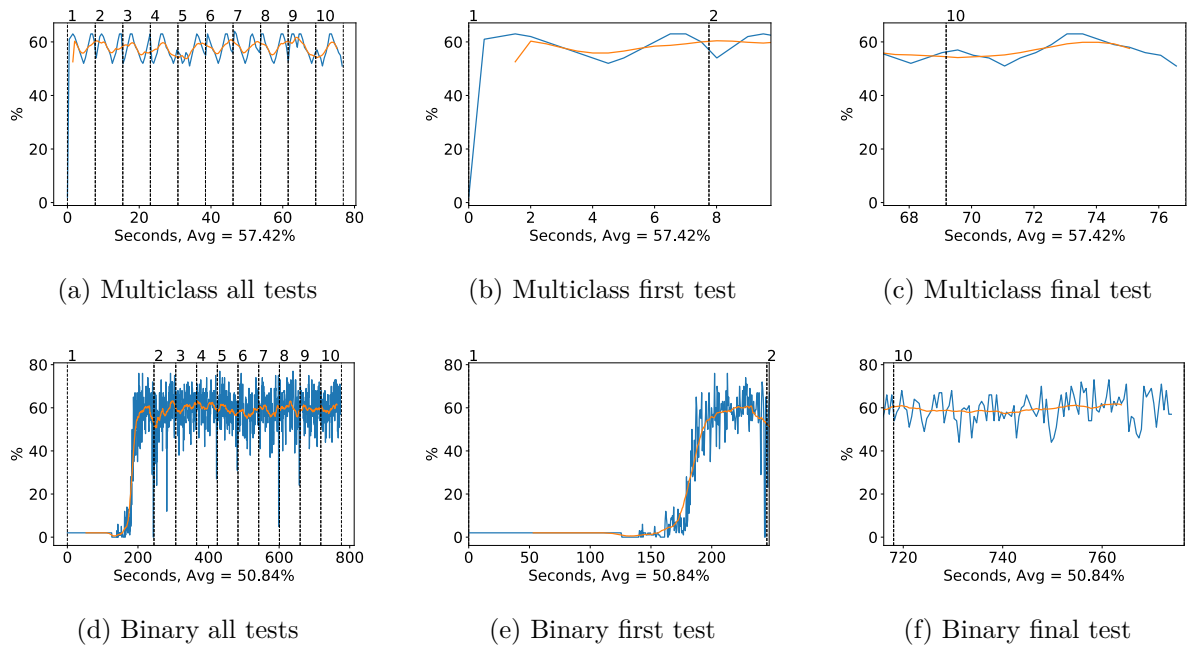 1 2 3 4 5 6 7 8 9 10
60
40
20
0
%
0 20 40 60 80
Seconds, Avg = 57.42%
(a) Multiclass all tests
1 2
60
40
20
0
%
0 2 4 6 8
Seconds, Avg = 57.42%
(b) Multiclass first test
10
60
40
20
0
%
68 70 72 74 76
Seconds, Avg = 57.42%
(c) Multiclass final test
1 2 3 4 5 6 7 8 9 10
80
60
40
20
0
%
0 200 400 600 800
Seconds, Avg = 50.84%
(d) Binary all tests
1 2
80
60
40
20
0
%
0 50 100 150 200
Seconds, Avg = 50.84%
(e) Binary first test
10
80
60
40
20
0
%
720 740 760
Seconds, Avg = 50.84%
(f) Binary final test